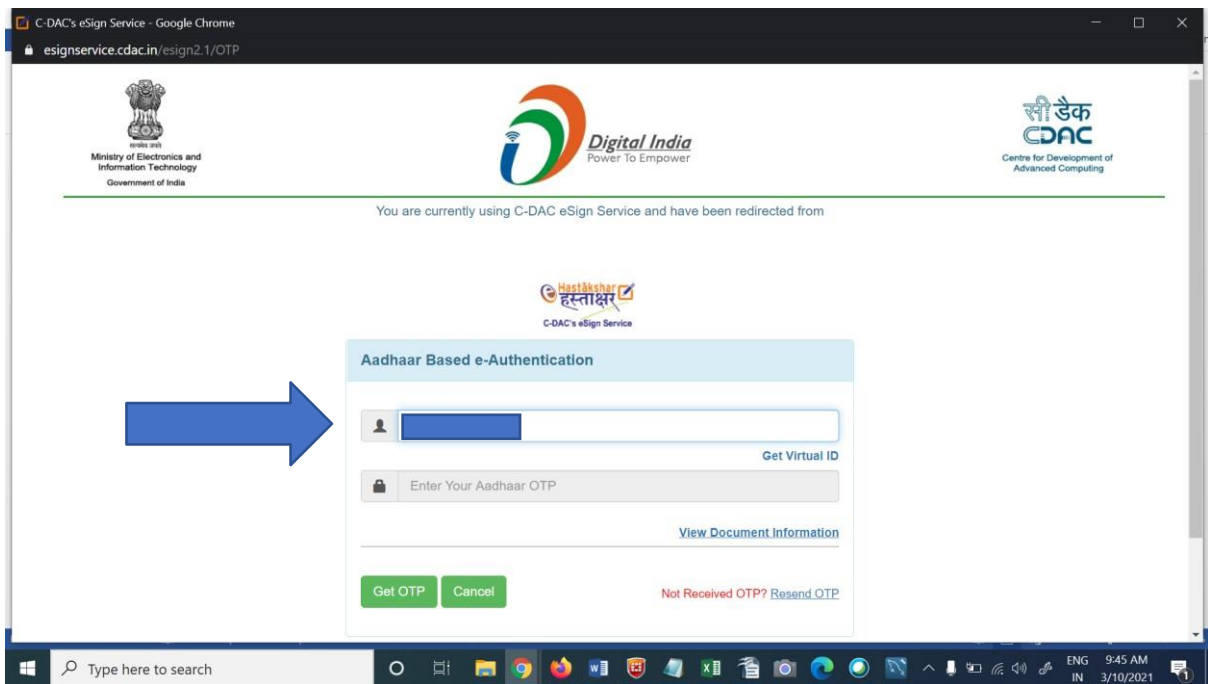 C-DAC's eSign Service - Google Chrome
esignservice.cdac.in/esign2.1/OTP
Ministry of Electronics and
Information Technology
Government of India
Digital India
Power To Empower
सी डैक
CDAC
Centre for Development of
Advanced Computing
You are currently using C-DAC eSign Service and have been redirected from
e Hastākshar
हस्ताक्षर
C-DAC's eSign Service
Aadhaar Based e-Authentication
Get Virtual ID
Enter Your Aadhaar OTP
View Document Information
Get OTP Cancel Not Received OTP? Resend OTP
Type here to search
ENG 9:45 AM
IN 3/10/2021